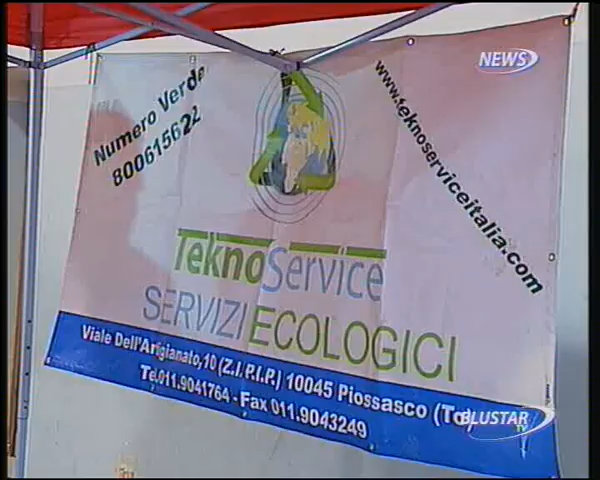 NEWS
Numero Verde
800615622
www.teknoserviceitalia.com
TeknoService
SERVIZI ECOLOGICI
Viale Dell'Artigianato,10 (Z.I.P.I.P.) 10045 Piossasco (To)
Tel.011.9041764 - Fax 011.9043249
BLUSTAR
TV